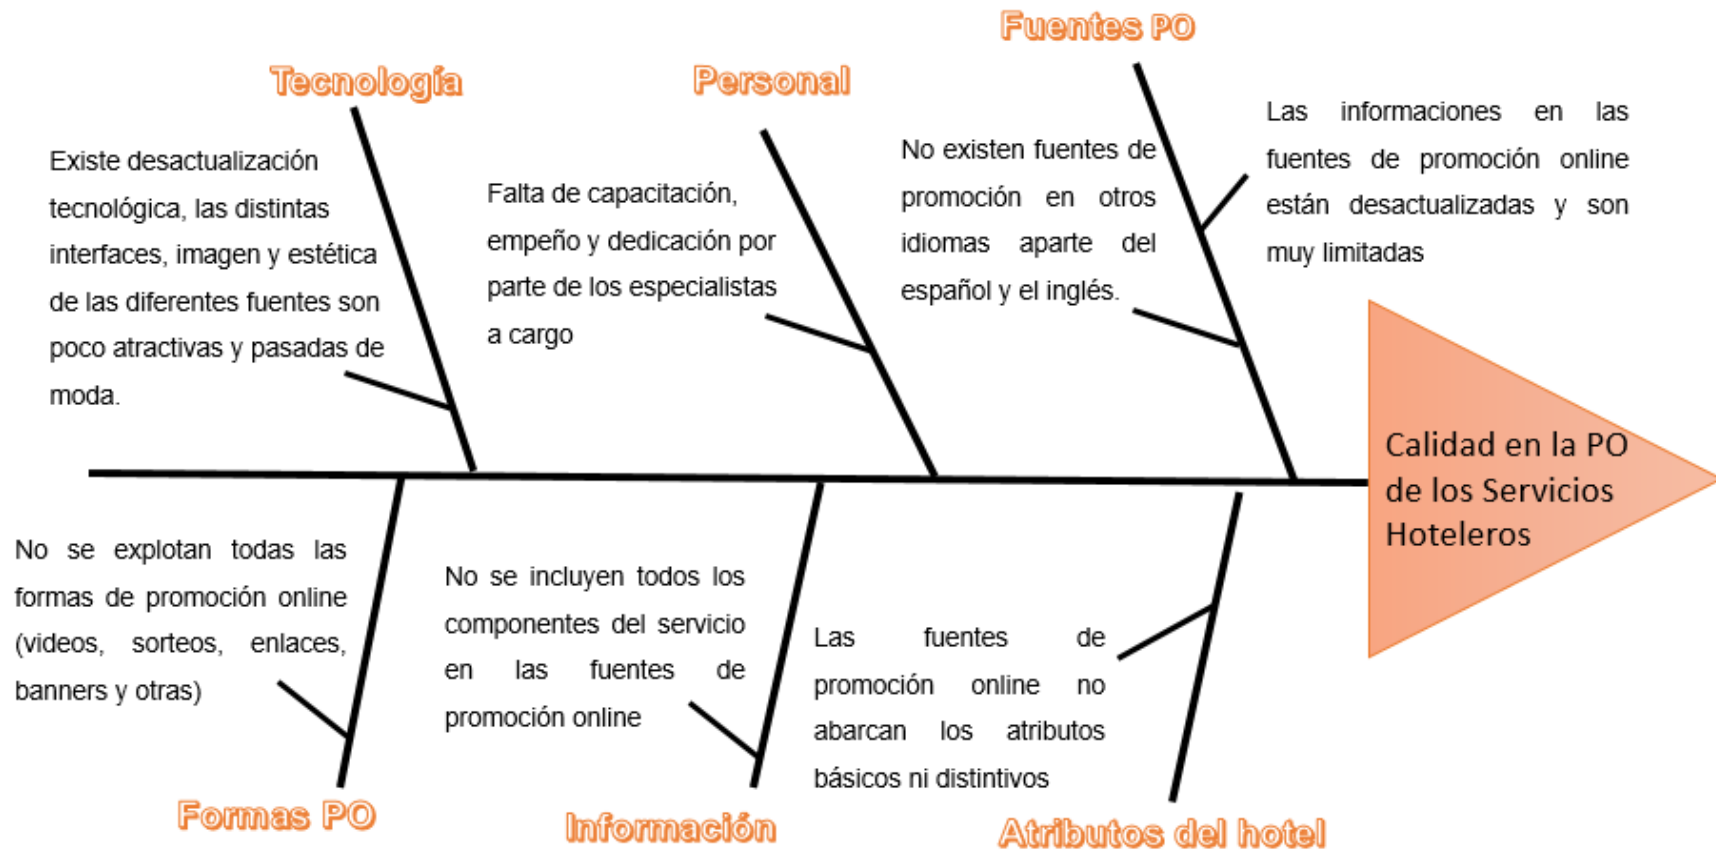 Tecnología
Existe desactualización
tecnológica, las distintas
interfaces, imagen y estética
de las diferentes fuentes son
poco atractivas y pasadas de
moda.
Personal
Falta de capacitación,
empeño y dedicación por
parte de los especialistas
a cargo
Fuentes PO
No existen fuentes de
promoción en otros
idiomas aparte del
español y el inglés.
Las informaciones en las
fuentes de promoción online
están desactualizadas y son
muy limitadas
Calidad en la PO
de los Servicios
Hoteleros
No se explotan todas las
formas de promoción online
(videos, sorteos, enlaces,
banners y otras)
Formas PO
No se incluyen todos los
componentes del servicio
en las fuentes de
promoción online
Información
Las fuentes de
promoción online no
abarcan los atributos
básicos ni distintivos
Atributos del hotel